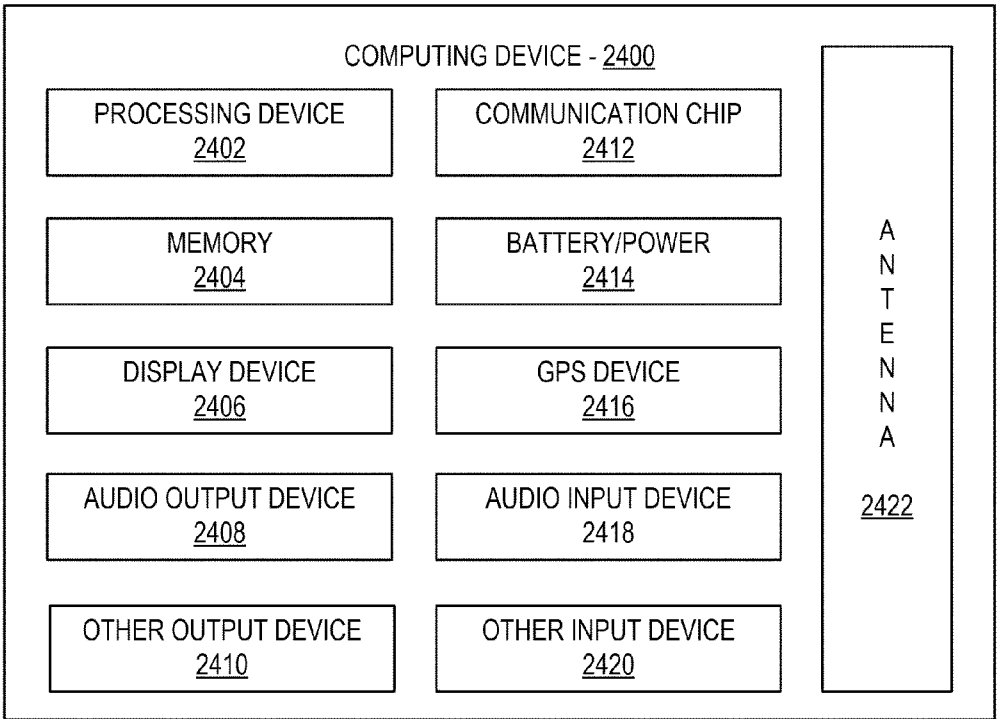 COMPUTING DEVICE - 2400
PROCESSING DEVICE
2402
COMMUNICATION CHIP
2412
MEMORY
2404
BATTERY/POWER
2414
DISPLAY DEVICE
2406
GPS DEVICE
2416
AUDIO OUTPUT DEVICE
2408
AUDIO INPUT DEVICE
2418
OTHER OUTPUT DEVICE
2410
OTHER INPUT DEVICE
2420
ANTENNA
2422